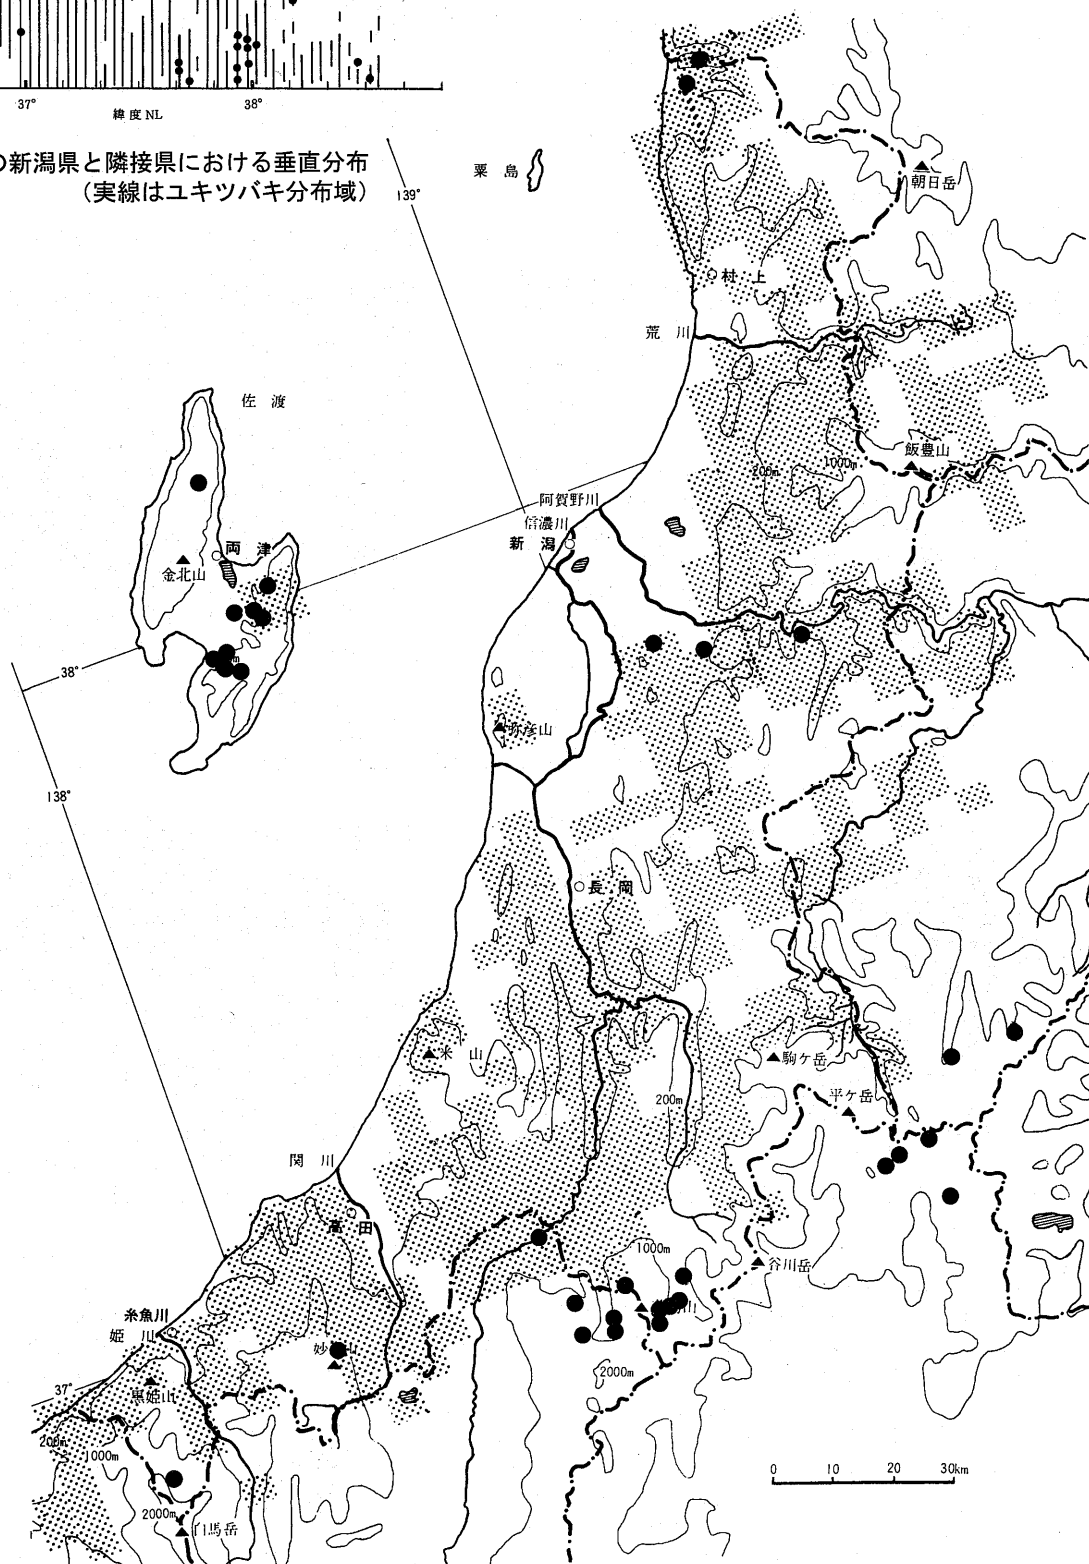 37°
38°
緯度 NL
の新潟県と隣接県における垂直分布
(実線はユキツバキ分布域)
粟島
139°
朝日岳
村上
荒川
佐渡
飯豊山
200m
1000m
阿賀野川
信濃川
新潟
両津
金北山
38°
弥彦山
138°
長岡
米山
駒ケ岳
平ケ岳
200m
関川
高田
1000m
谷川岳
糸魚川
姫川
2000m
37°
黒姫山
200m
1000m
0 10 20 30km
2000m
白馬岳